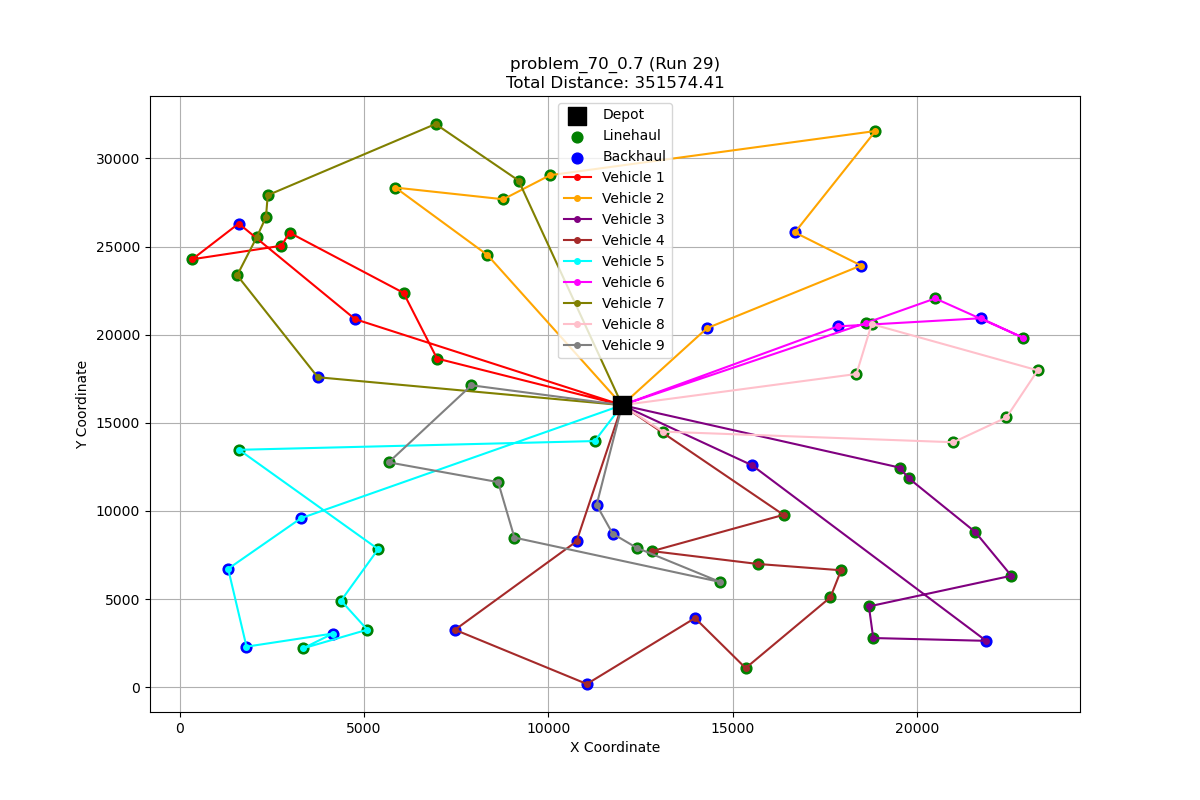 problem_70_0.7 (Run 29)
Total Distance: 351574.41
Depot
Linehaul
Backhaul
Vehicle 1
Vehicle 2
Vehicle 3
Vehicle 4
Vehicle 5
Vehicle 6
Vehicle 7
Vehicle 8
Vehicle 9
30000
25000
20000
15000
10000
5000
0
Y Coordinate
0
5000
10000
15000
20000
X Coordinate